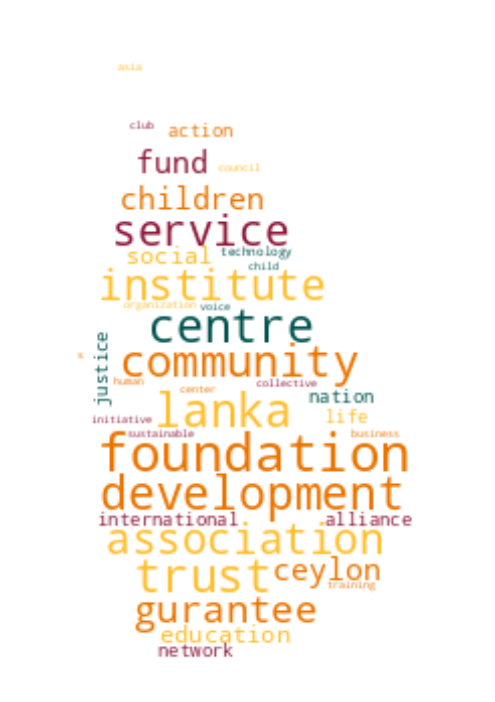 asia
club action
fund council
children
service
social technology
child
institute
organization voice
centre
justice
community
s
human collective
center nation
lanka life
initiative
sustainable business
foundation
development
international alliance
association
trust ceylon
training
gurantee
education
network